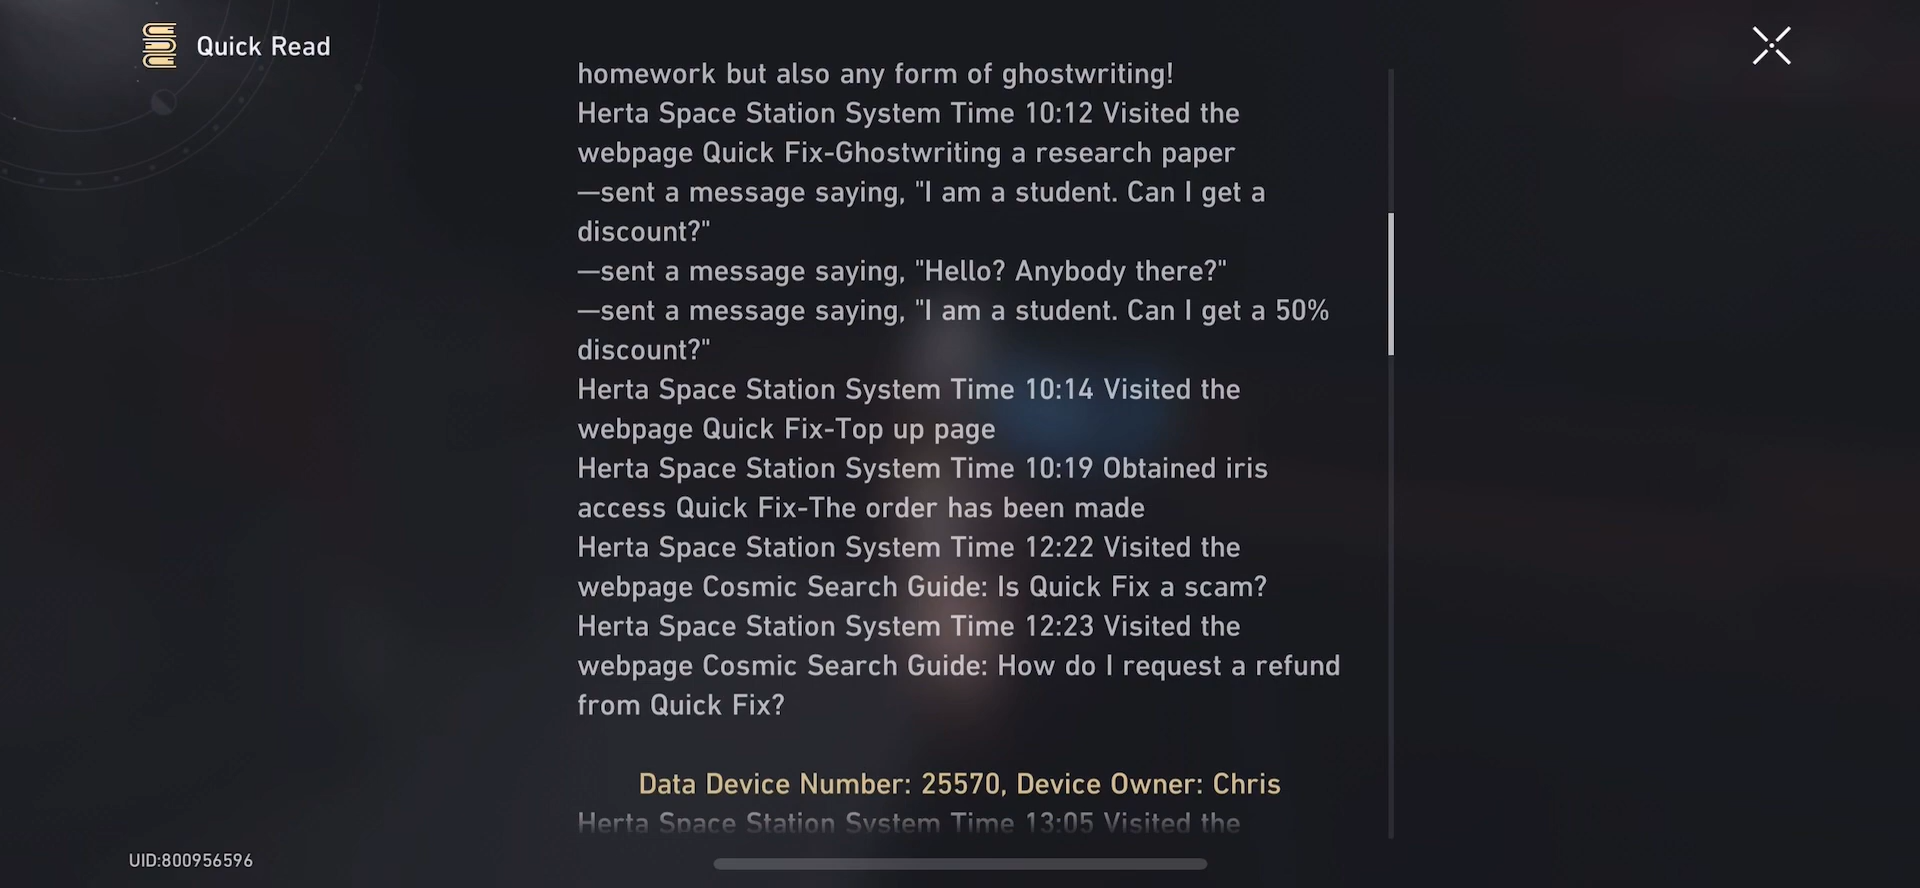 Quick Read
homework but also any form of ghostwriting!
Herta Space Station System Time 10:12 Visited the
webpage Quick Fix-Ghostwriting a research paper
—sent a message saying, "I am a student. Can I get a
discount?"
—sent a message saying, "Hello? Anybody there?"
—sent a message saying, "I am a student. Can I get a 50%
discount?"
Herta Space Station System Time 10:14 Visited the
webpage Quick Fix-Top up page
Herta Space Station System Time 10:19 Obtained iris
access Quick Fix-The order has been made
Herta Space Station System Time 12:22 Visited the
webpage Cosmic Search Guide: Is Quick Fix a scam?
Herta Space Station System Time 12:23 Visited the
webpage Cosmic Search Guide: How do I request a refund
from Quick Fix?
Data Device Number: 25570, Device Owner: Chris
Herta Space Station System Time 13:05 Visited the
UID:800956596